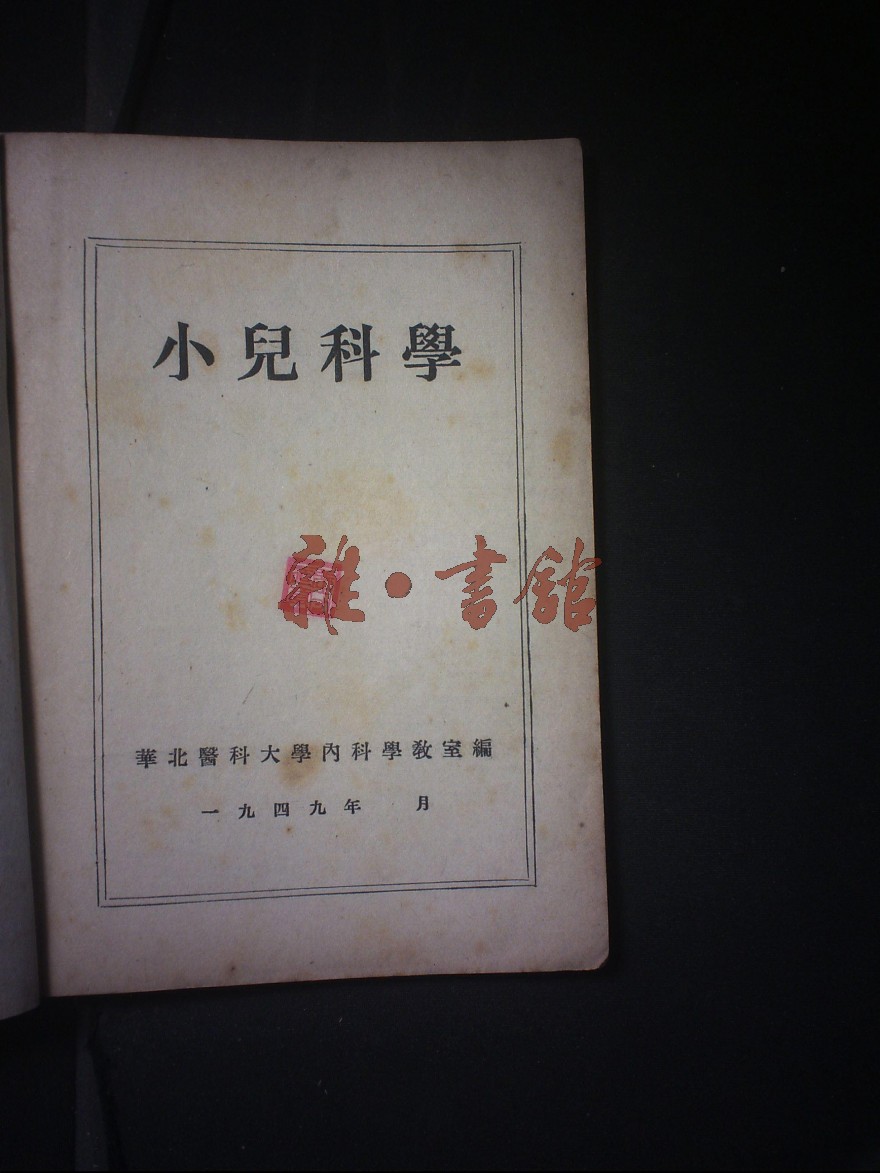 小兒科學
雜·書館
華北醫科大學內科學教室編
一九四九年 月